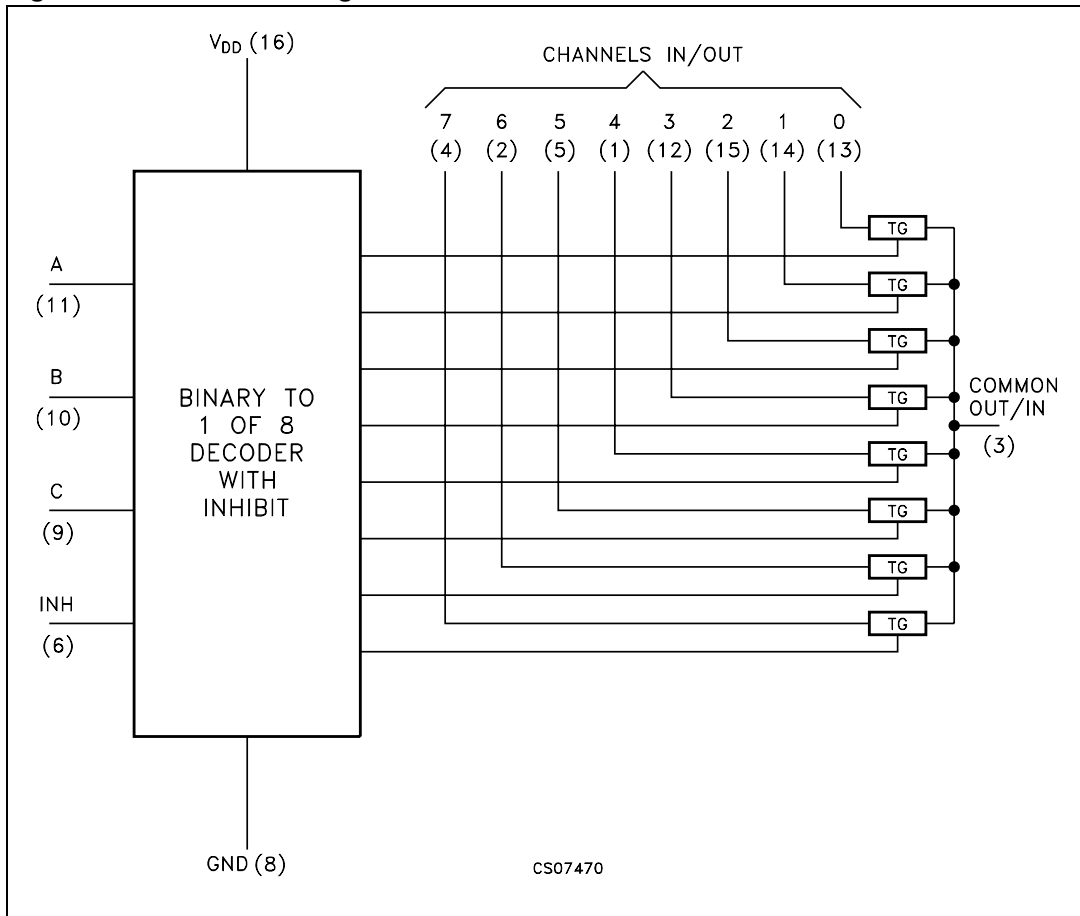 V_DD (16)
CHANNELS IN/OUT
7 6 5 4 3 2 1 0
(4) (2) (5) (1) (12) (15) (14) (13)
TG
A
(11)
TG
TG
B
(10)
TG
COMMON
OUT/IN
(3)
BINARY TO
1 OF 8
DECODER
WITH
INHIBIT
TG
C
(9)
TG
TG
INH
(6)
TG
GND (8)
CS07470